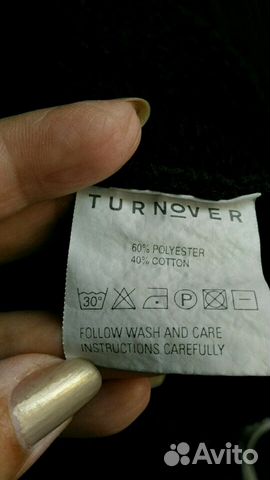 TURNOVER
60% POLYESTER
40% COTTON
30° P
FOLLOW WASH AND CARE
INSTRUCTIONS CAREFULLY
Avito